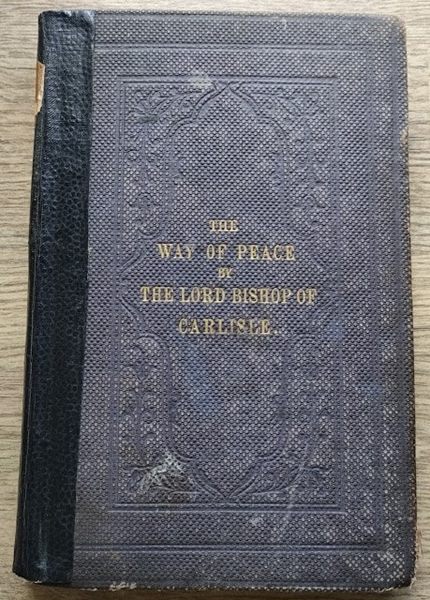 THE
WAY OF PEACE
BY
THE LORD BISHOP OF
CARLISLE.